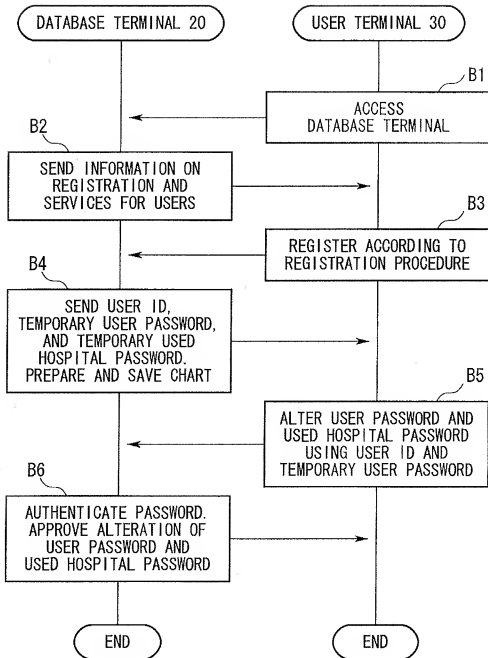 DATABASE TERMINAL 20
USER TERMINAL 30
B1
ACCESS
DATABASE TERMINAL
B2
SEND INFORMATION ON
REGISTRATION AND
SERVICES FOR USERS
B3
REGISTER ACCORDING TO
REGISTRATION PROCEDURE
B4
SEND USER ID,
TEMPORARY USER PASSWORD,
AND TEMPORARY USED
HOSPITAL PASSWORD.
PREPARE AND SAVE CHART
B5
ALTER USER PASSWORD AND
USED HOSPITAL PASSWORD
USING USER ID AND
TEMPORARY USER PASSWORD
B6
AUTHENTICATE PASSWORD.
APPROVE ALTERATION OF
USER PASSWORD AND
USED HOSPITAL PASSWORD
END
END